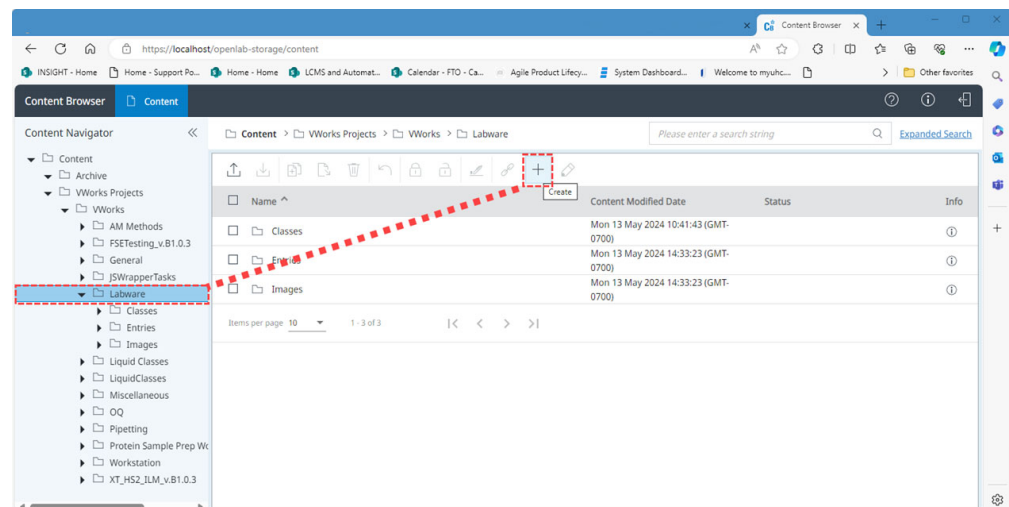 Content Browser
https://localhost/openlab-storage/content
INSIGHT - Home
Home - Support Po...
Home - Home
LCMS and Automat...
Calendar - FTO - Ca...
Agile Product Lifecy...
System Dashboard...
Welcome to myuhc....
Other favorites
Content Browser
Content
Content Navigator
Content > VWorks Projects > VWorks > Labware
Please enter a search string
Expanded Search
Content
Archive
VWorks Projects
VWorks
AM Methods
FSETesting_v.B1.0.3
General
JSWrapperTasks
Labware
Classes
Entries
Images
Liquid Classes
LiquidClasses
Miscellaneous
OQ
Pipetting
Protein Sample Prep Wo
Workstation
XT_HS2_ILM_v.B1.0.3
Create
Name
Content Modified Date
Status
Info
Classes
Mon 13 May 2024 10:41:43 (GMT-
0700)
Entries
Mon 13 May 2024 14:33:23 (GMT-
0700)
Images
Mon 13 May 2024 14:33:23 (GMT-
0700)
Items per page 10
1 - 3 of 3